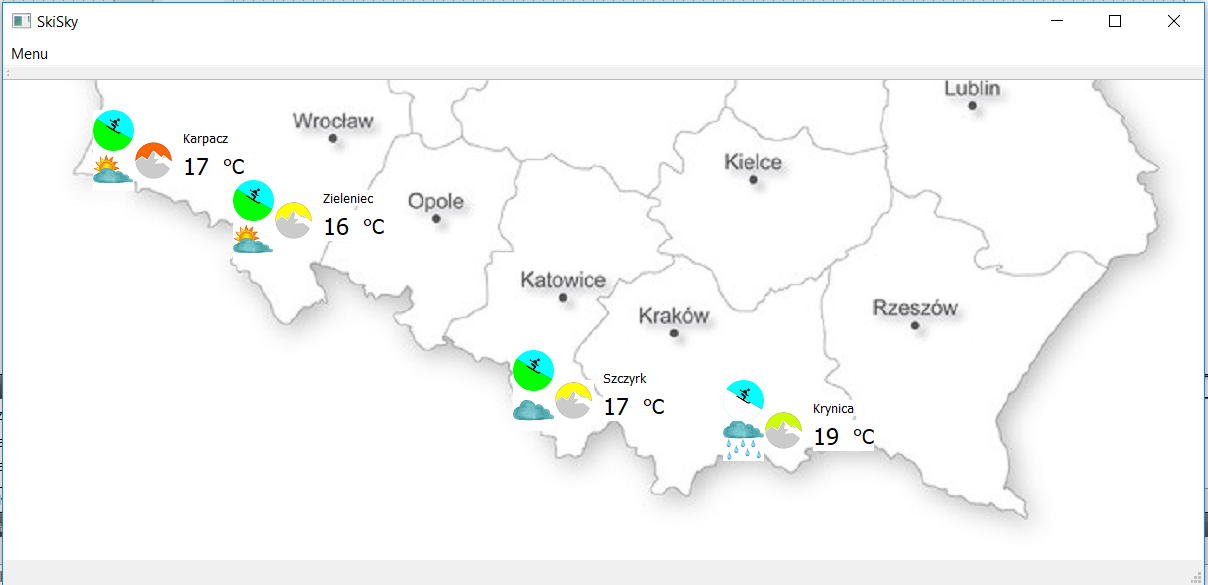 SkiSky
Menu
Lublin
Wrocław
Karpacz
17 °C
Kielce
Zieleniec
16 °C
Opole
Katowice
Kraków
Rzeszów
Szczyrk
17 °C
Krynica
19 °C